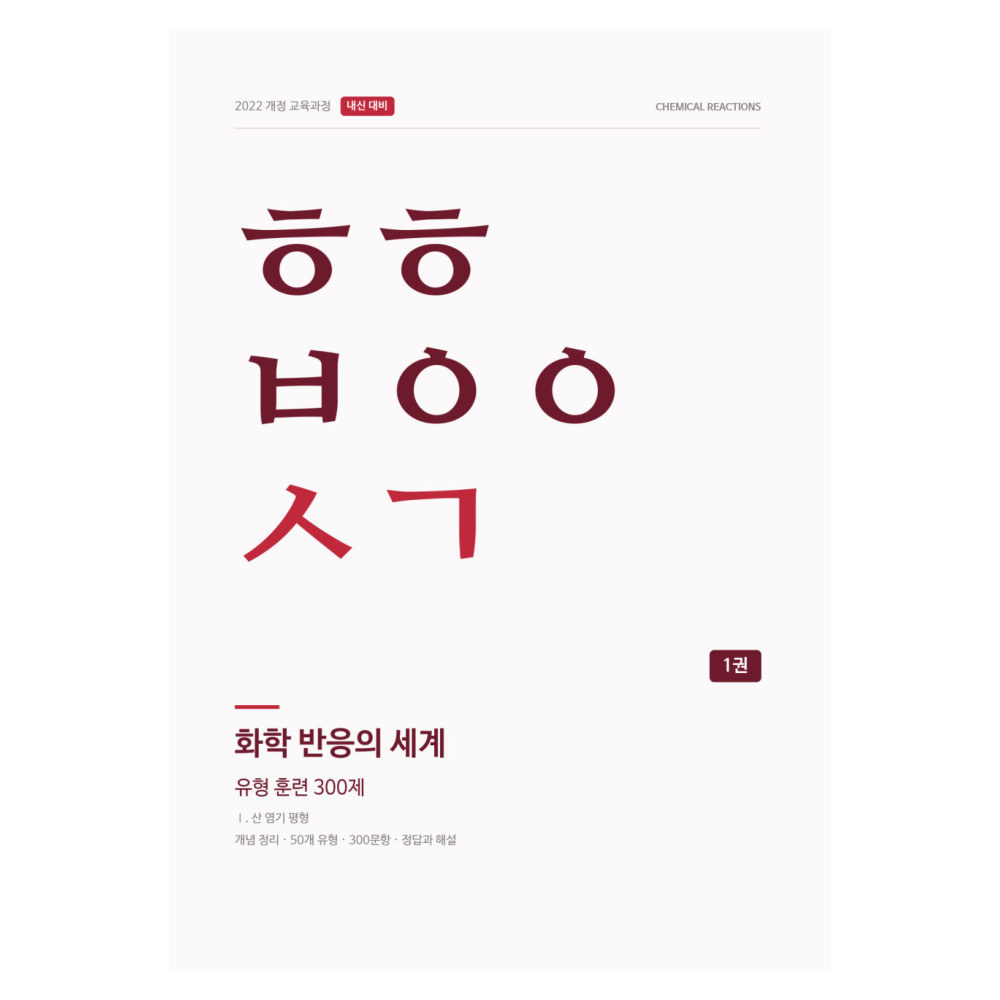 2022 개정 교육과정 내신 대비 CHEMICAL REACTIONS
ㅎㅎ
ㅂㅇㅇ
ㅅㄱ
1권
화학 반응의 세계
유형 훈련 300제
Ⅰ. 산 염기 평형
개념 정리 · 50개 유형 · 300문항 · 정답과 해설